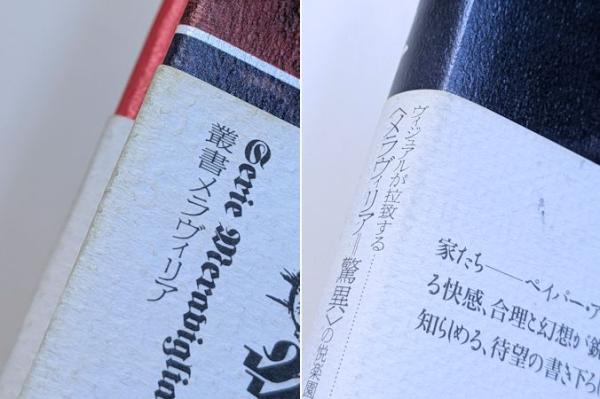 Serie Meraviglia
叢書メラヴィリア
ヴィジュアルが拉致する
〈メラヴィリア＝驚異〉の悦楽園
家たち――ペイパー・ア
る快感、合理と幻想が
知らしめる、待望の書き下ろし